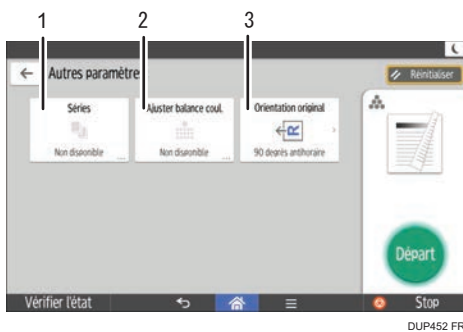 1 2 3
Autres paramètre
Réinitialiser
Séries
Non disponible
...
Ajuster balance coul.
Non disponible
...
Orientation original
R
90 degrés antihoraire
Départ
Vérifier l'état
Stop
DUP452 FR